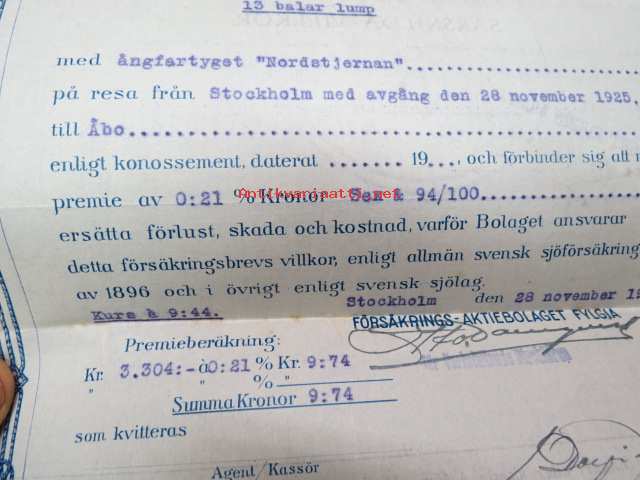 13 balar lump
med ångfartyget "Nordstjernan"
på resa från Stockholm med avgång den 28 november 1925.
till Åbo
enligt konossement, daterat ....... 19...., och förbinder sig att
premie av 0:21 % Kronor Sex & 94/100
ersätta förlust, skada och kostnad, varför Bolaget ansvarar
detta försäkringsbrevs villkor, enligt allmän svensk sjöförsäkring
av 1896 och i övrigt enligt svensk sjölag.
Kurs à 9:44. Stockholm den 28 november 19
FÖRSÄKRINGS-AKTIEBOLAGET FYLGIA
Premieberäkning:
Kr. 3.304:- à 0:21 % Kr. 9:74
" " % "
Summa Kronor 9:74
som kvitteras
Agent/Kassör